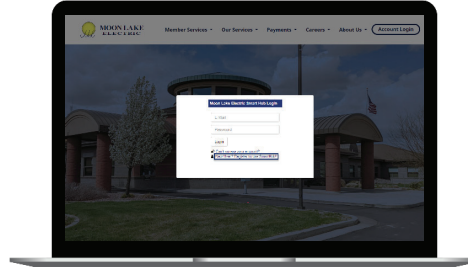 MOON LAKE
ELECTRIC
Member Services
Our Services
Payments
Careers
About Us
Account Login
Moon Lake Electric Smart Hub Login
E-Mail
Password
Login